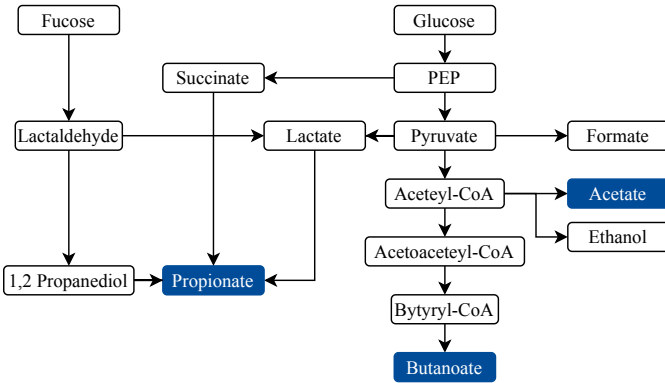 Fucose
Glucose
Succinate
PEP
Lactaldehyde
Lactate
Pyruvate
Formate
Aceteyl-CoA
Acetate
Ethanol
Acetoaceteyl-CoA
1,2 Propanediol
Propionate
Bytyryl-CoA
Butanoate